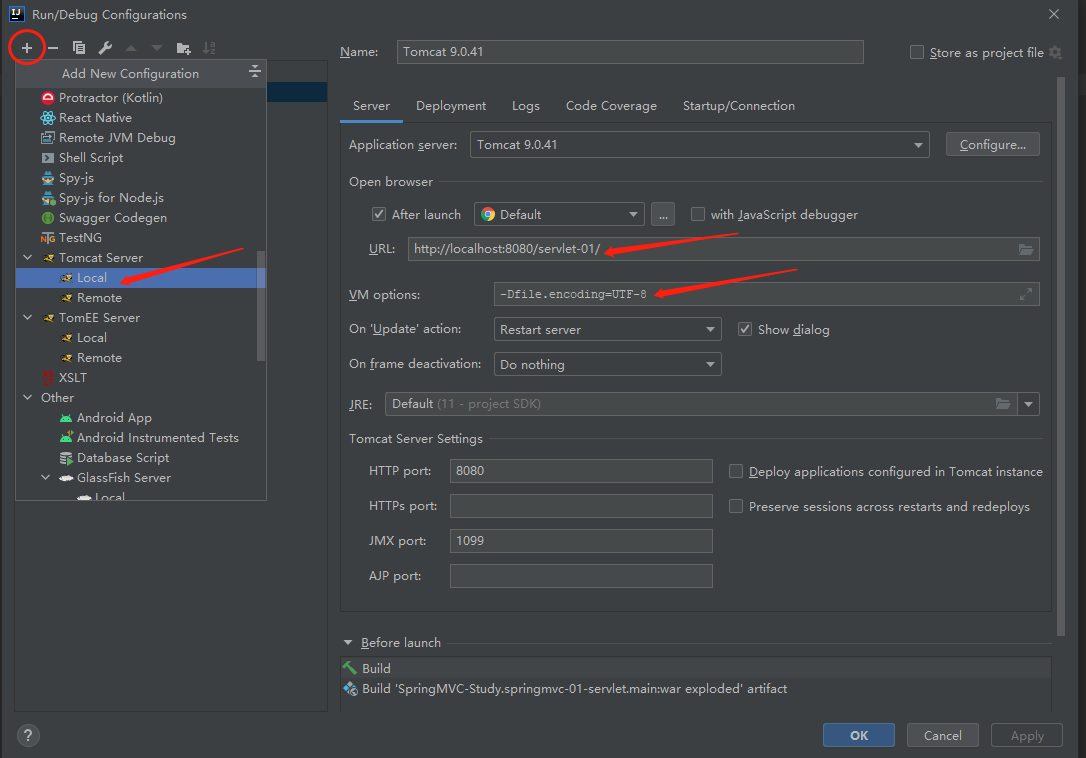 Run/Debug Configurations
Add New Configuration
Protractor (Kotlin)
React Native
Remote JVM Debug
Shell Script
Spy-js
Spy-js for Node.js
Swagger Codegen
TestNG
Tomcat Server
Local
Remote
TomEE Server
Local
Remote
XSLT
Other
Android App
Android Instrumented Tests
Database Script
GlassFish Server
Local
Name: Tomcat 9.0.41 Store as project file
Server Deployment Logs Code Coverage Startup/Connection
Application server: Tomcat 9.0.41 Configure...
Open browser
After launch Default ... with JavaScript debugger
URL: http://localhost:8080/servlet-01/
VM options: -Dfile.encoding=UTF-8
On 'Update' action: Restart server Show dialog
On frame deactivation: Do nothing
JRE: Default (11 - project SDK)
Tomcat Server Settings
HTTP port: 8080 Deploy applications configured in Tomcat instance
HTTPs port: Preserve sessions across restarts and redeploys
JMX port: 1099
AJP port:
Before launch
Build
Build 'SpringMVC-Study.springmvc-01-servlet.main:war exploded' artifact
? OK Cancel Apply